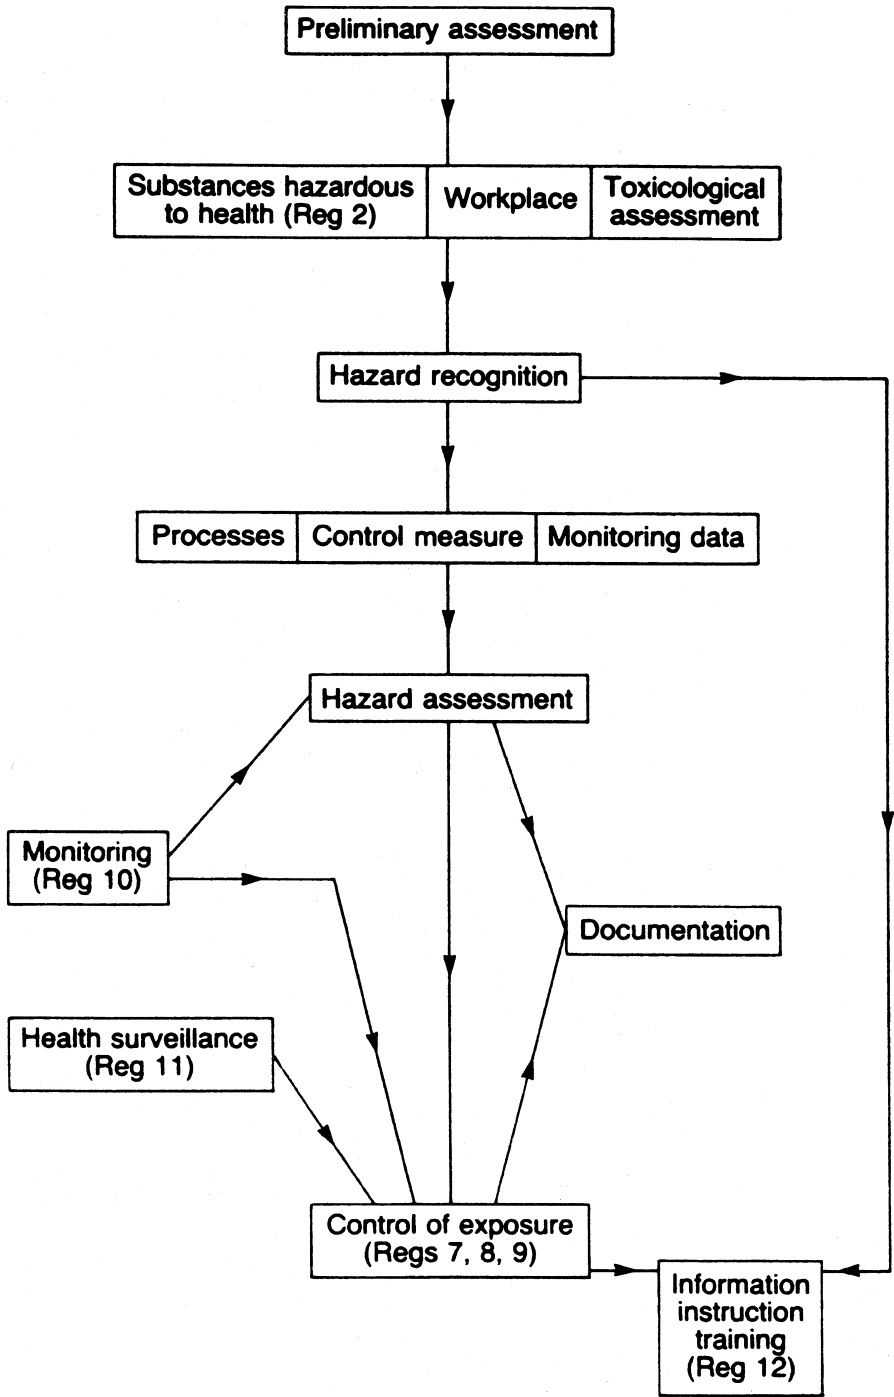 Preliminary assessment
Substances hazardous
to health (Reg 2)
Workplace
Toxicological
assessment
Hazard recognition
Processes
Control measure
Monitoring data
Hazard assessment
Monitoring
(Reg 10)
Documentation
Health surveillance
(Reg 11)
Control of exposure
(Regs 7, 8, 9)
Information
instruction
training
(Reg 12)